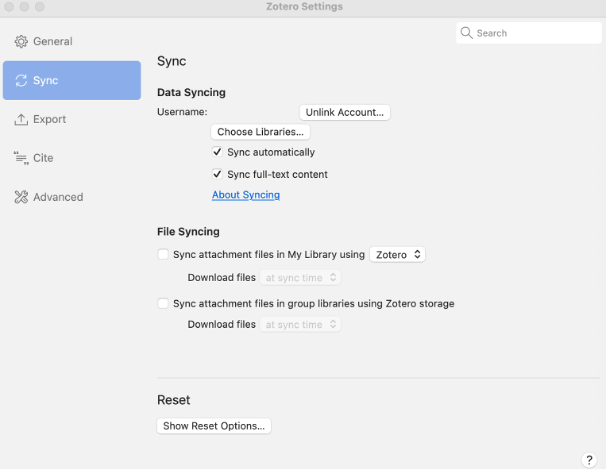 Zotero Settings
Search
General
Sync
Export
Cite
Advanced
Sync
Data Syncing
Username: Unlink Account...
Choose Libraries...
Sync automatically
Sync full-text content
About Syncing
File Syncing
Sync attachment files in My Library using Zotero
Download files at sync time
Sync attachment files in group libraries using Zotero storage
Download files at sync time
Reset
Show Reset Options...
?